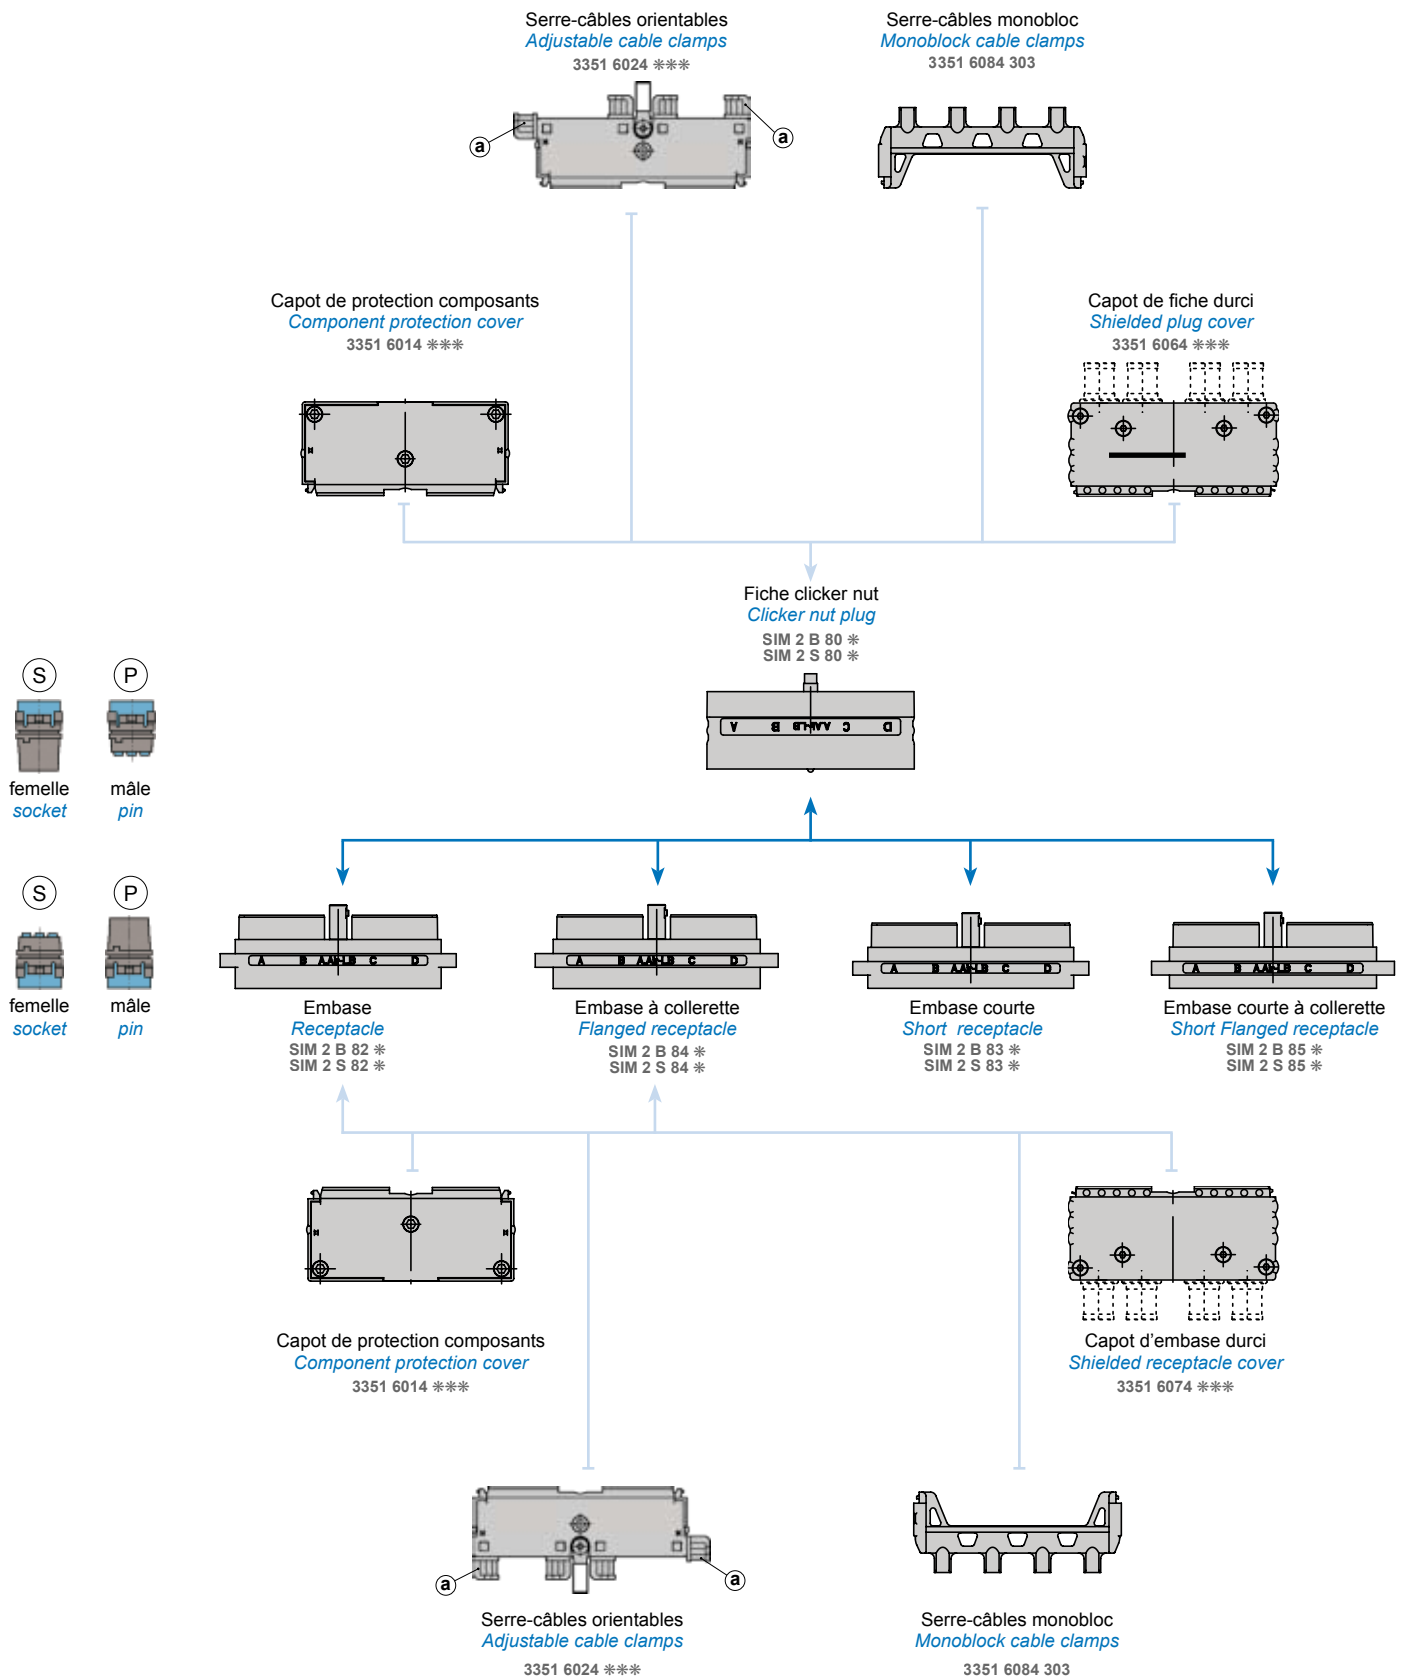 Serre-câbles orientables
Adjustable cable clamps
3351 6024 ✳✳✳
Serre-câbles monobloc
Monoblock cable clamps
3351 6084 303
a
a
Capot de protection composants
Component protection cover
3351 6014 ✳✳✳
Capot de fiche durci
Shielded plug cover
3351 6064 ✳✳✳
Fiche clicker nut
Clicker nut plug
SIM 2 B 80 ✳
SIM 2 S 80 ✳
A B C D
S
P
femelle
socket
mâle
pin
S
P
femelle
socket
mâle
pin
A B C D
A B C D
A B C D
A B C D
Embase
Receptacle
SIM 2 B 82 ✳
SIM 2 S 82 ✳
Embase à collerette
Flanged receptacle
SIM 2 B 84 ✳
SIM 2 S 84 ✳
Embase courte
Short receptacle
SIM 2 B 83 ✳
SIM 2 S 83 ✳
Embase courte à collerette
Short Flanged receptacle
SIM 2 B 85 ✳
SIM 2 S 85 ✳
Capot de protection composants
Component protection cover
3351 6014 ✳✳✳
Capot d'embase durci
Shielded receptacle cover
3351 6074 ✳✳✳
a
a
Serre-câbles orientables
Adjustable cable clamps
3351 6024 ✳✳✳
Serre-câbles monobloc
Monoblock cable clamps
3351 6084 303